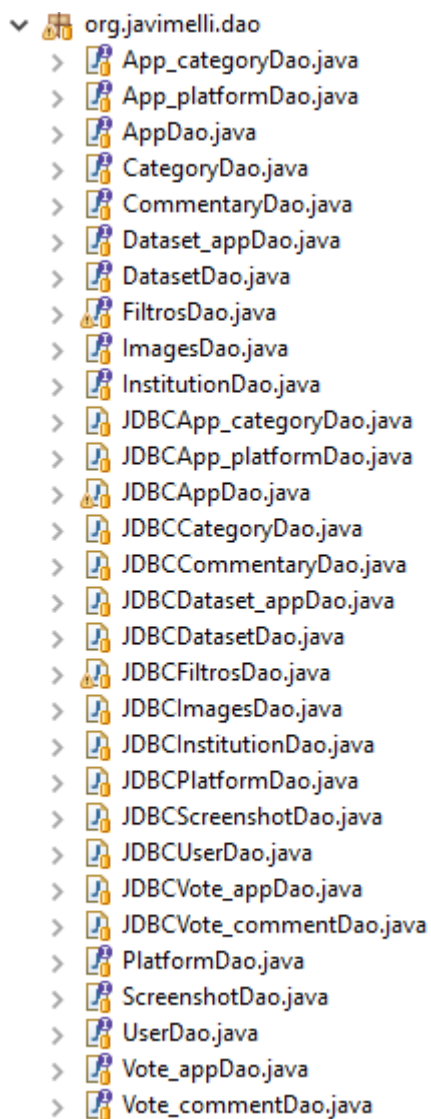 org.javimelli.dao
App_categoryDao.java
App_platformDao.java
AppDao.java
CategoryDao.java
CommentaryDao.java
Dataset_appDao.java
DatasetDao.java
FiltrosDao.java
ImagesDao.java
InstitutionDao.java
JDBCApp_categoryDao.java
JDBCApp_platformDao.java
JDBCAppDao.java
JDBCCategoryDao.java
JDBCCommentaryDao.java
JDBCDataset_appDao.java
JDBCDatasetDao.java
JDBCFiltrosDao.java
JDBCImagesDao.java
JDBCInstitutionDao.java
JDBCPlatformDao.java
JDBCScreenshotDao.java
JDBCUserDao.java
JDBCVote_appDao.java
JDBCVote_commentDao.java
PlatformDao.java
ScreenshotDao.java
UserDao.java
Vote_appDao.java
Vote_commentDao.java